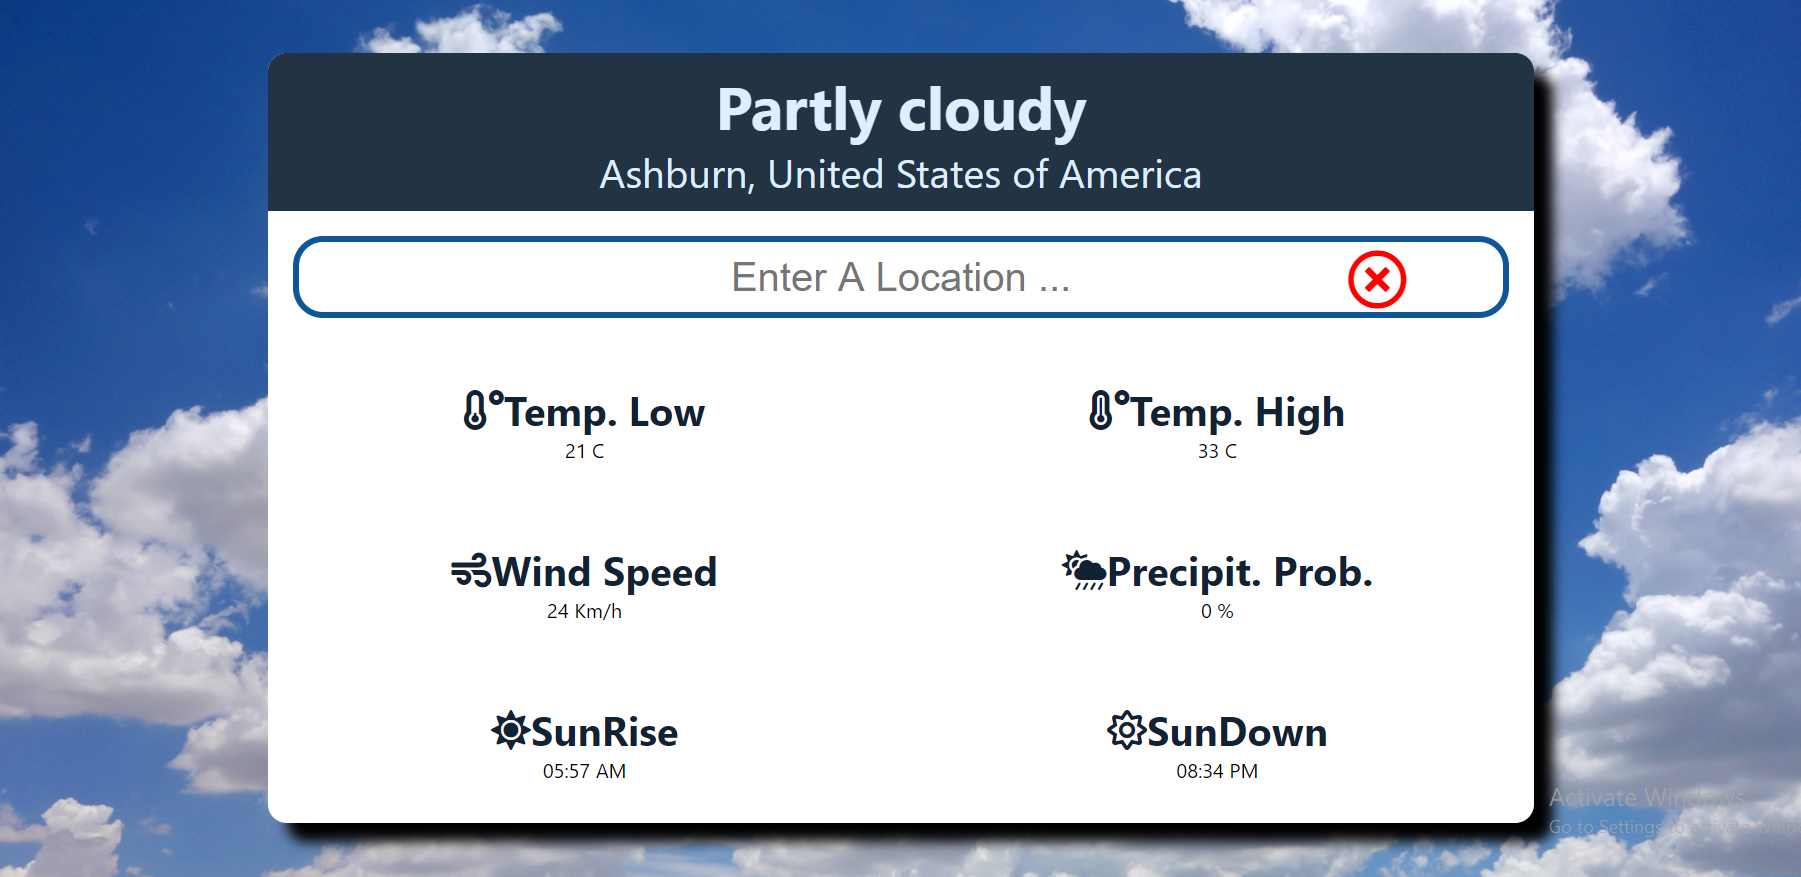 Partly cloudy
Ashburn, United States of America
Enter A Location ...
Temp. Low
21 C
Temp. High
33 C
Wind Speed
24 Km/h
Precipit. Prob.
0 %
SunRise
05:57 AM
SunDown
08:34 PM
Activate Windows
Go to Settings to activate